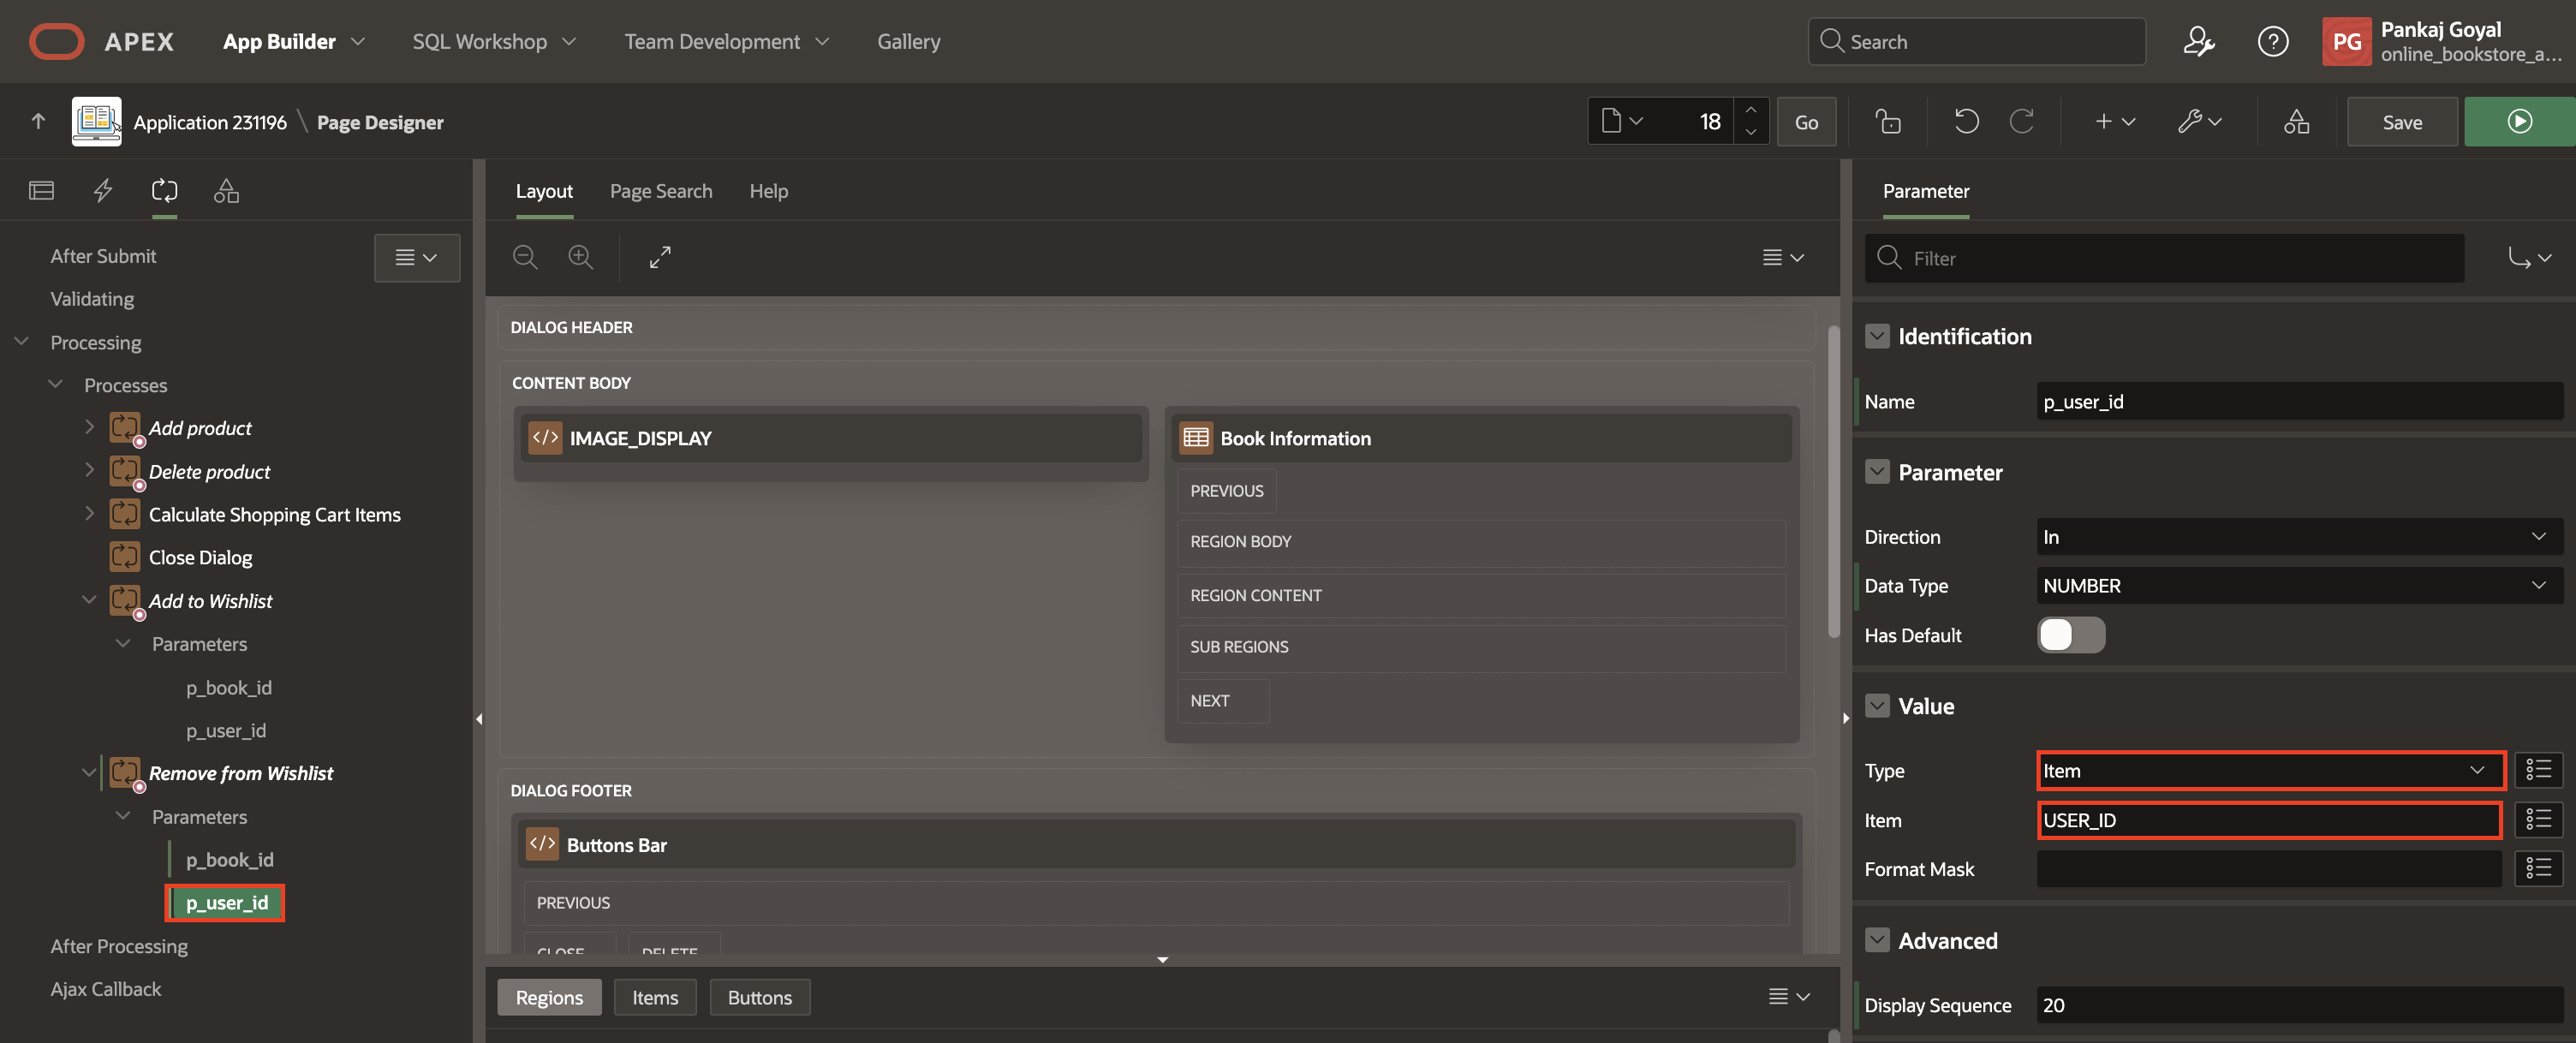 APEX App Builder SQL Workshop Team Development Gallery Search PG Pankaj Goyal
online_bookstore_a...
Application 231196 \ Page Designer 18 Go Save
Layout Page Search Help
Parameter
After Submit
Filter
Validating
Processing
Processes
Add product
Delete product
Calculate Shopping Cart Items
Close Dialog
Add to Wishlist
Parameters
p_book_id
p_user_id
Remove from Wishlist
Parameters
p_book_id
p_user_id
After Processing
Ajax Callback
DIALOG HEADER
CONTENT BODY
IMAGE_DISPLAY
Book Information
PREVIOUS
REGION BODY
REGION CONTENT
SUB REGIONS
NEXT
DIALOG FOOTER
Buttons Bar
PREVIOUS
CLOSE DELETE
Regions Items Buttons
Identification
Name p_user_id
Parameter
Direction In
Data Type NUMBER
Has Default
Value
Type Item
Item USER_ID
Format Mask
Advanced
Display Sequence 20